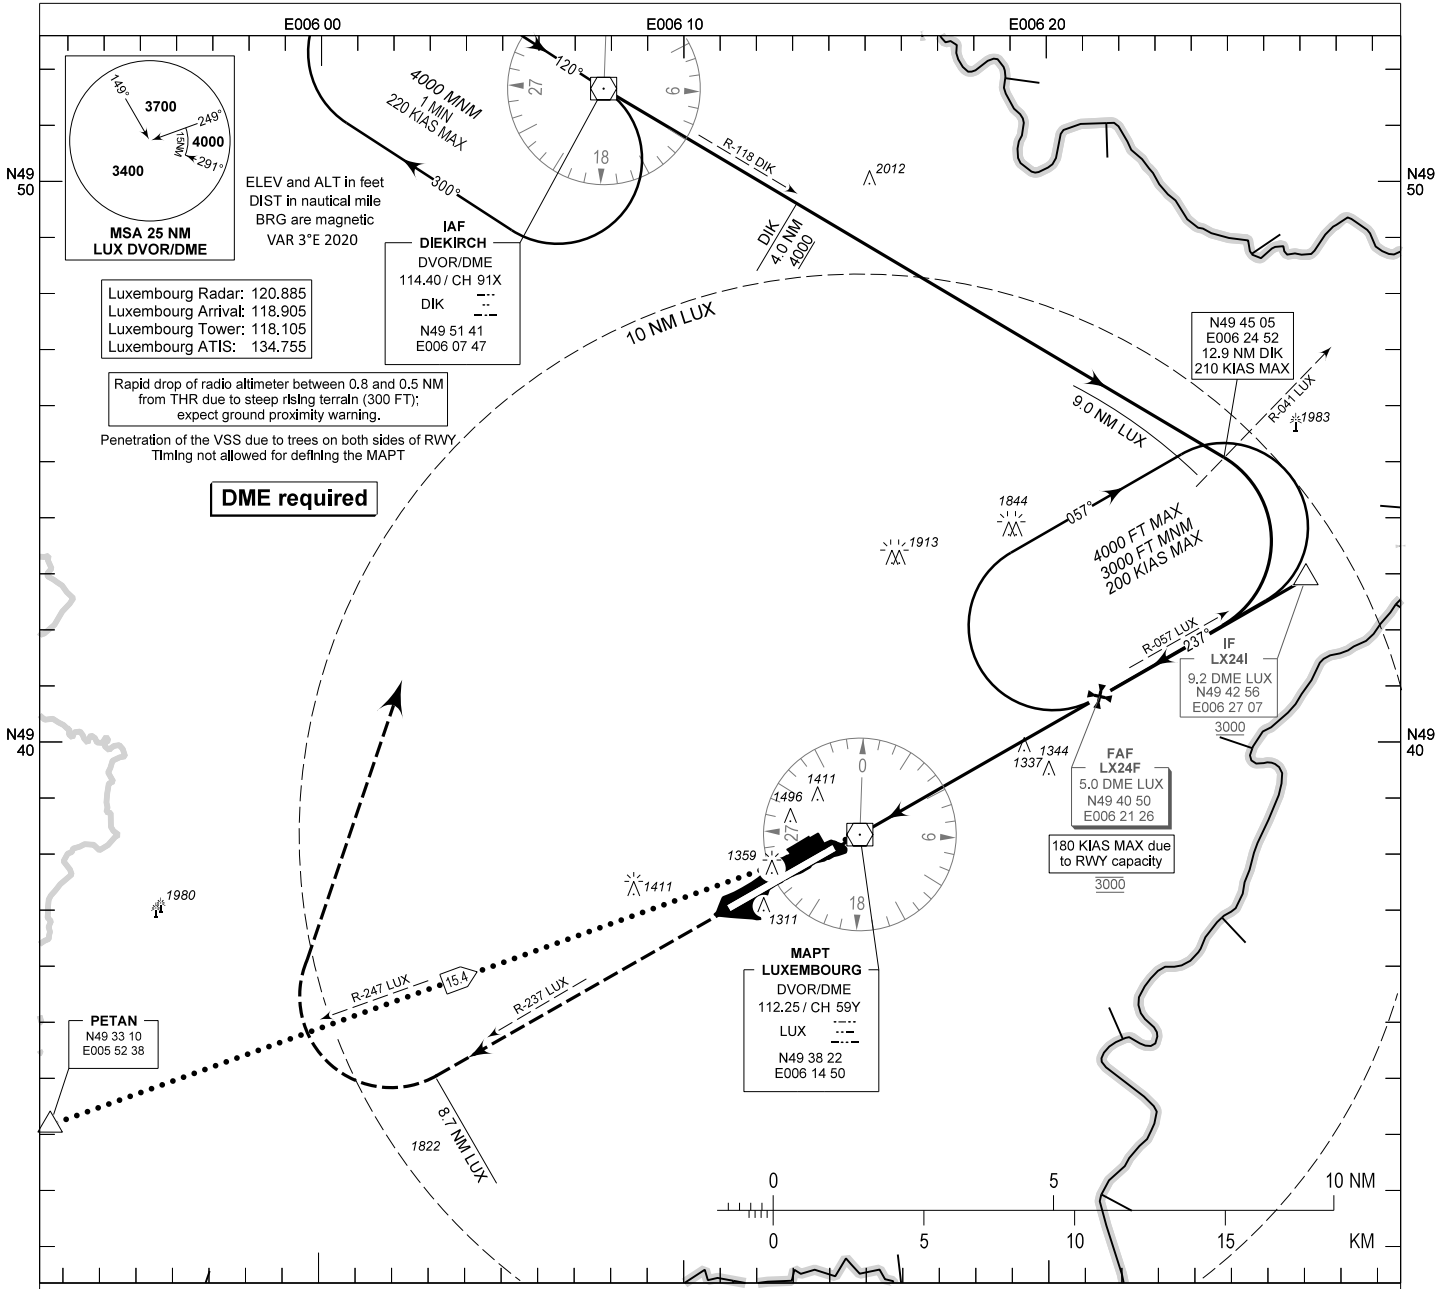 E006 00
E006 10
E006 20
149°
3700
249°
15NM
4000
291°
3400
MSA 25 NM
LUX DVOR/DME
ELEV and ALT in feet
DIST in nautical mile
BRG are magnetic
VAR 3°E 2020
N49
50
N49
50
4000 MNM
1 MIN
220 KIAS MAX
120°
300°
27
9
18
R-118 DIK
2012
DIK
4.0 NM
4000
IAF
DIEKIRCH
DVOR/DME
114.40 / CH 91X
DIK
N49 51 41
E006 07 47
Luxembourg Radar: 120.885
Luxembourg Arrival: 118.905
Luxembourg Tower: 118.105
Luxembourg ATIS: 134.755
Rapid drop of radio altimeter between 0.8 and 0.5 NM
from THR due to steep rising terrain (300 FT);
expect ground proximity warning.
Penetration of the VSS due to trees on both sides of RWY
Timing not allowed for defining the MAPT
DME required
10 NM LUX
N49 45 05
E006 24 52
12.9 NM DIK
210 KIAS MAX
R-041 LUX
1983
9.0 NM LUX
1844
1913
057°
4000 FT MAX
3000 FT MNM
200 KIAS MAX
R-057 LUX
237°
IF
LX24I
9.2 DME LUX
N49 42 56
E006 27 07
3000
N49
40
N49
40
FAF
LX24F
5.0 DME LUX
N49 40 50
E006 21 26
180 KIAS MAX due
to RWY capacity
3000
1337
1344
1411
1496
0
27
9
18
1359
1411
1311
1980
R-247 LUX
15.4
R-237 LUX
PETAN
N49 33 10
E005 52 38
MAPT
LUXEMBOURG
DVOR/DME
112.25 / CH 59Y
LUX
N49 38 22
E006 14 50
8.7 NM LUX
1822
0
5
10 NM
0
5
10
15
KM